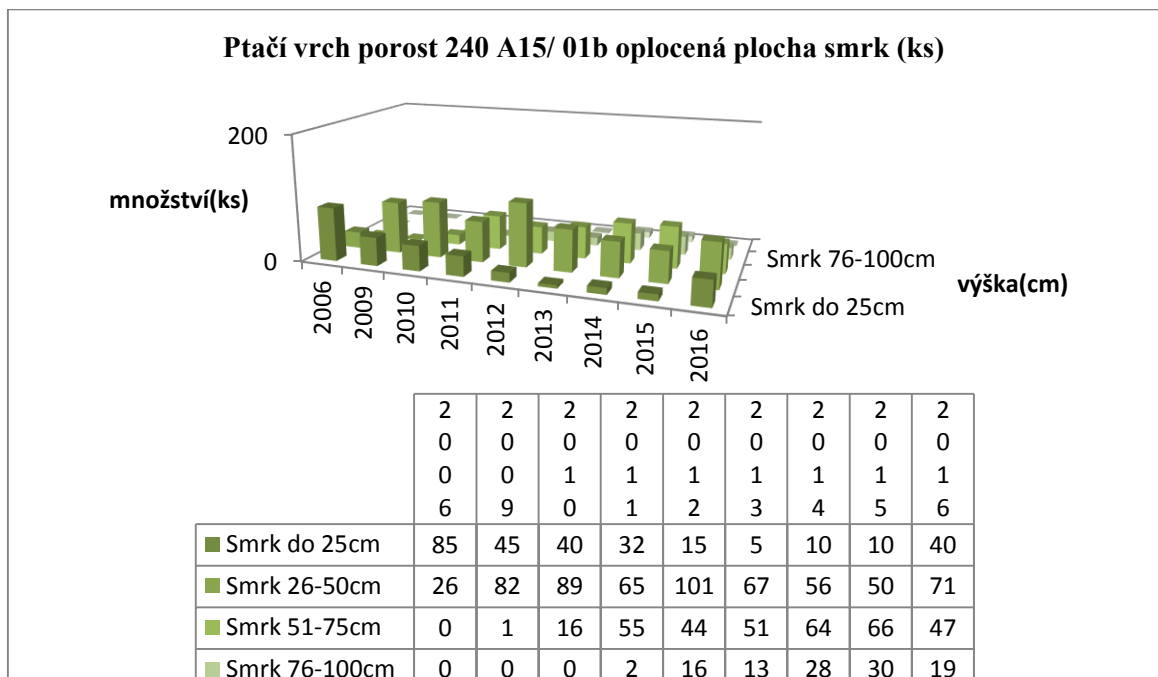 Ptačí vrch porost 240 A15/ 01b oplocená plocha smrk (ks)
200
množství(ks)
0
2006
2009
2010
2011
2012
2013
2014
2015
2016
Smrk 76-100cm
Smrk do 25cm
výška(cm)
2006 2009 2010 2011 2012 2013 2014 2015 2016
Smrk do 25cm 85 45 40 32 15 5 10 10 40
Smrk 26-50cm 26 82 89 65 101 67 56 50 71
Smrk 51-75cm 0 1 16 55 44 51 64 66 47
Smrk 76-100cm 0 0 0 2 16 13 28 30 19